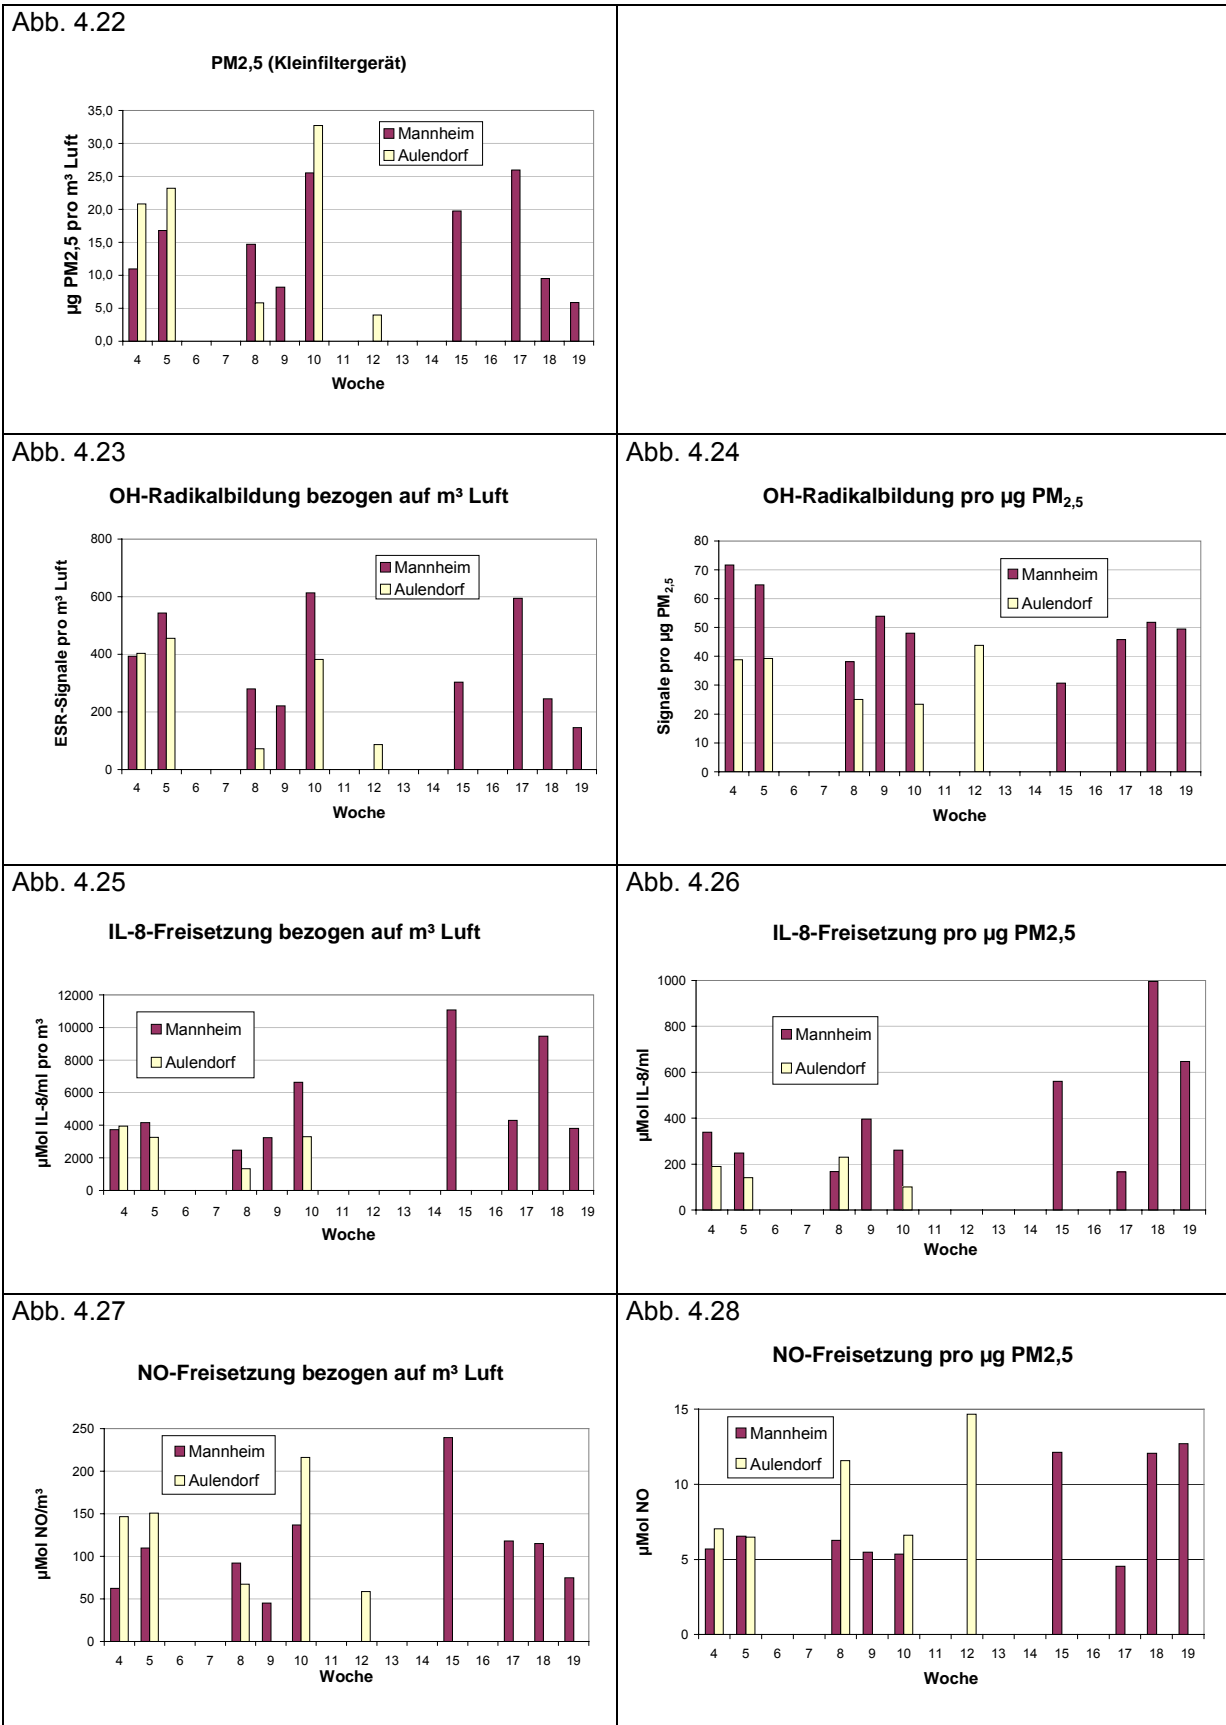 Abb. 4.22
PM2,5 (Kleinfiltergerät)
µg PM2,5 pro m³ Luft
35,0
30,0
25,0
20,0
15,0
10,0
5,0
0,0
Mannheim
Aulendorf
4 5 6 7 8 9 10 11 12 13 14 15 16 17 18 19
Woche
Abb. 4.23
OH-Radikalbildung bezogen auf m³ Luft
ESR-Signale pro m³ Luft
800
600
400
200
0
Mannheim
Aulendorf
4 5 6 7 8 9 10 11 12 13 14 15 16 17 18 19
Woche
Abb. 4.24
OH-Radikalbildung pro µg PM2,5
Signale pro µg PM2,5
80
70
60
50
40
30
20
10
0
Mannheim
Aulendorf
4 5 6 7 8 9 10 11 12 13 14 15 16 17 18 19
Woche
Abb. 4.25
IL-8-Freisetzung bezogen auf m³ Luft
µMol IL-8/ml pro m³
12000
10000
8000
6000
4000
2000
0
Mannheim
Aulendorf
4 5 6 7 8 9 10 11 12 13 14 15 16 17 18 19
Woche
Abb. 4.26
IL-8-Freisetzung pro µg PM2,5
µMol IL-8/ml
1000
800
600
400
200
0
Mannheim
Aulendorf
4 5 6 7 8 9 10 11 12 13 14 15 16 17 18 19
Woche
Abb. 4.27
NO-Freisetzung bezogen auf m³ Luft
µMol NO/m³
250
200
150
100
50
0
Mannheim
Aulendorf
4 5 6 7 8 9 10 11 12 13 14 15 16 17 18 19
Woche
Abb. 4.28
NO-Freisetzung pro µg PM2,5
µMol NO
15
10
5
0
Mannheim
Aulendorf
4 5 6 7 8 9 10 11 12 13 14 15 16 17 18 19
Woche